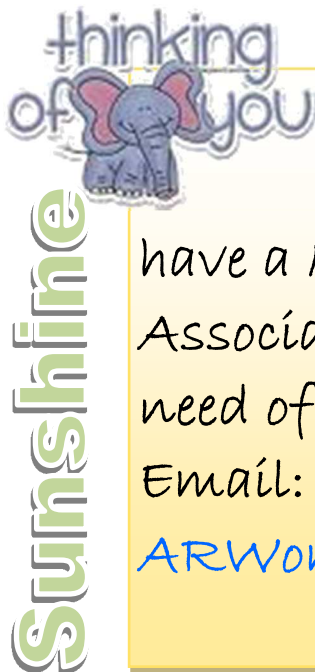 thinking
of you
Sunshine
have a
Associa
need of
Email:
ARWo